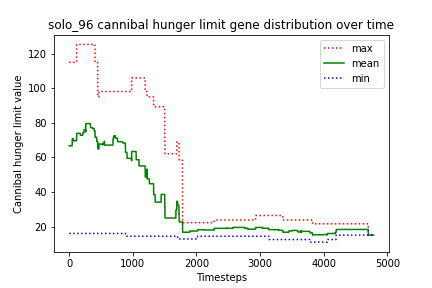 solo_96 cannibal hunger limit gene distribution over time
max
mean
min
Cannibal hunger limit value
120
100
80
60
40
20
0
1000
2000
3000
4000
5000
Timesteps